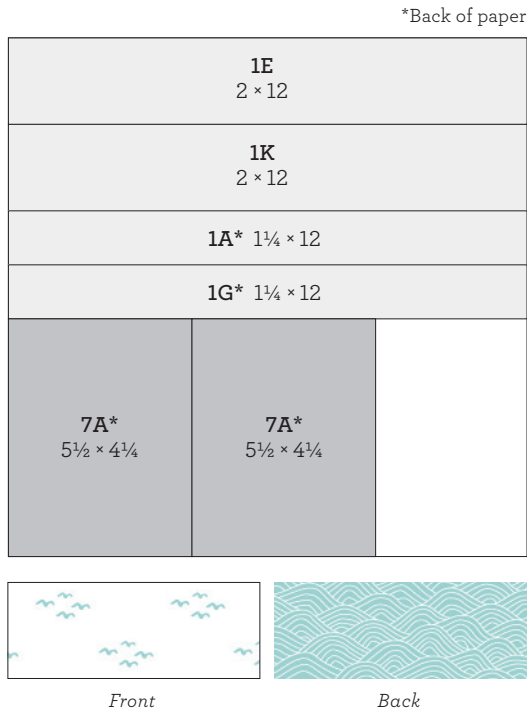 *Back of paper
1E
2 × 12
1K
2 × 12
1A* 1¼ × 12
1G* 1¼ × 12
7A* 7A*
5½ × 4¼ 5½ × 4¼
Front Back